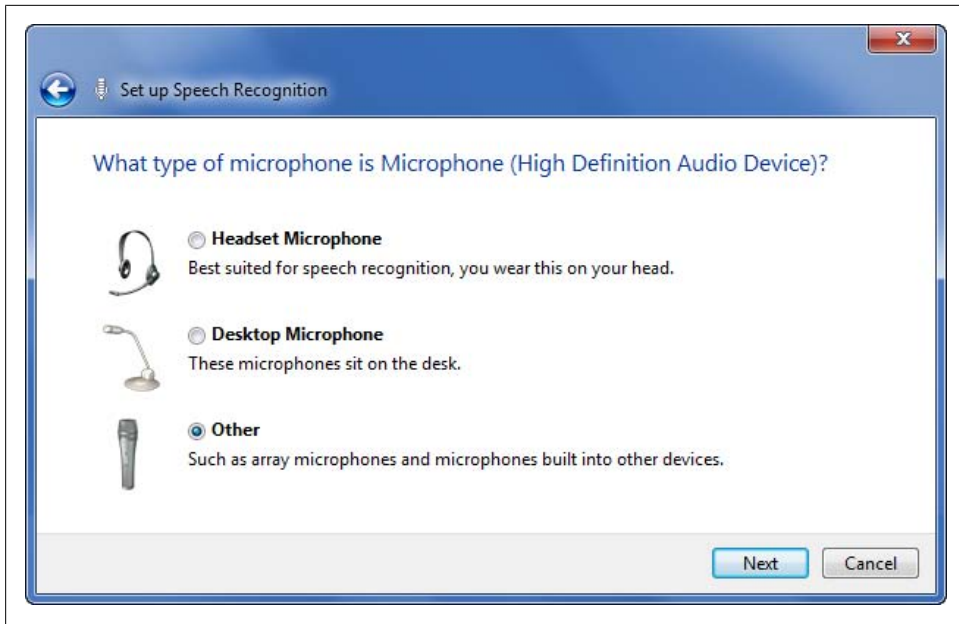 Set up Speech Recognition
What type of microphone is Microphone (High Definition Audio Device)?
Headset Microphone
Best suited for speech recognition, you wear this on your head.
Desktop Microphone
These microphones sit on the desk.
Other
Such as array microphones and microphones built into other devices.
Next Cancel